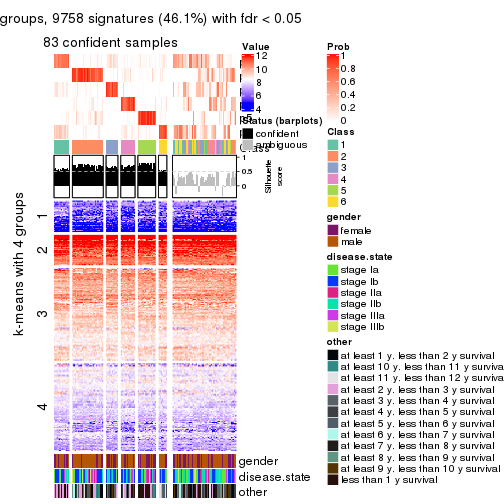 groups, 9758 signatures (46.1%) with fdr < 0.05
83 confident samples
k-means with 4 groups
1
2
3
4
p5
Class
gender
disease.state
other
1
0.5
0
Silhouette
score
Value
12
10
8
6
4
Status (barplots)
confident
ambiguous
Prob
1
0.8
0.6
0.4
0.2
0
Class
1
2
3
4
5
6
gender
female
male
disease.state
stage Ia
stage Ib
stage IIa
stage IIb
stage IIIa
stage IIIb
other
at least 1 y. less than 2 y survival
at least 10 y. less than 11 y surviva
at least 11 y. less than 12 y surviva
at least 2 y. less than 3 y survival
at least 3 y. less than 4 y survival
at least 4 y. less than 5 y survival
at least 5 y. less than 6 y survival
at least 6 y. less than 7 y survival
at least 7 y. less than 8 y survival
at least 8 y. less than 9 y survival
at least 9 y. less than 10 y survival
less than 1 y survival